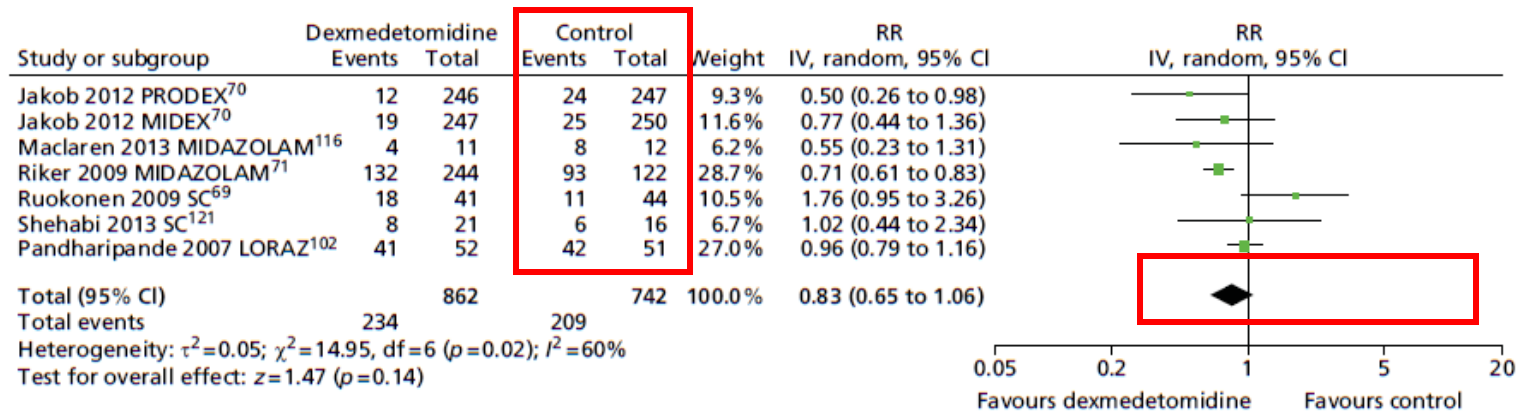 Dexmedetomidine Control RR RR
Study or subgroup Events Total Events Total Weight IV, random, 95% CI IV, random, 95% CI
Jakob 2012 PRODEX70 12 246 24 247 9.3% 0.50 (0.26 to 0.98)
Jakob 2012 MIDEX70 19 247 25 250 11.6% 0.77 (0.44 to 1.36)
Maclaren 2013 MIDAZOLAM116 4 11 8 12 6.2% 0.55 (0.23 to 1.31)
Riker 2009 MIDAZOLAM71 132 244 93 122 28.7% 0.71 (0.61 to 0.83)
Ruokonen 2009 SC69 18 41 11 44 10.5% 1.76 (0.95 to 3.26)
Shehabi 2013 SC121 8 21 6 16 6.7% 1.02 (0.44 to 2.34)
Pandharipande 2007 LORAZ102 41 52 42 51 27.0% 0.96 (0.79 to 1.16)
Total (95% CI) 862 742 100.0% 0.83 (0.65 to 1.06)
Total events 234 209
Heterogeneity: τ2=0.05; χ2=14.95, df=6 (p=0.02); I2=60%
Test for overall effect: z=1.47 (p=0.14)
0.05 0.2 1 5 20
Favours dexmedetomidine Favours control